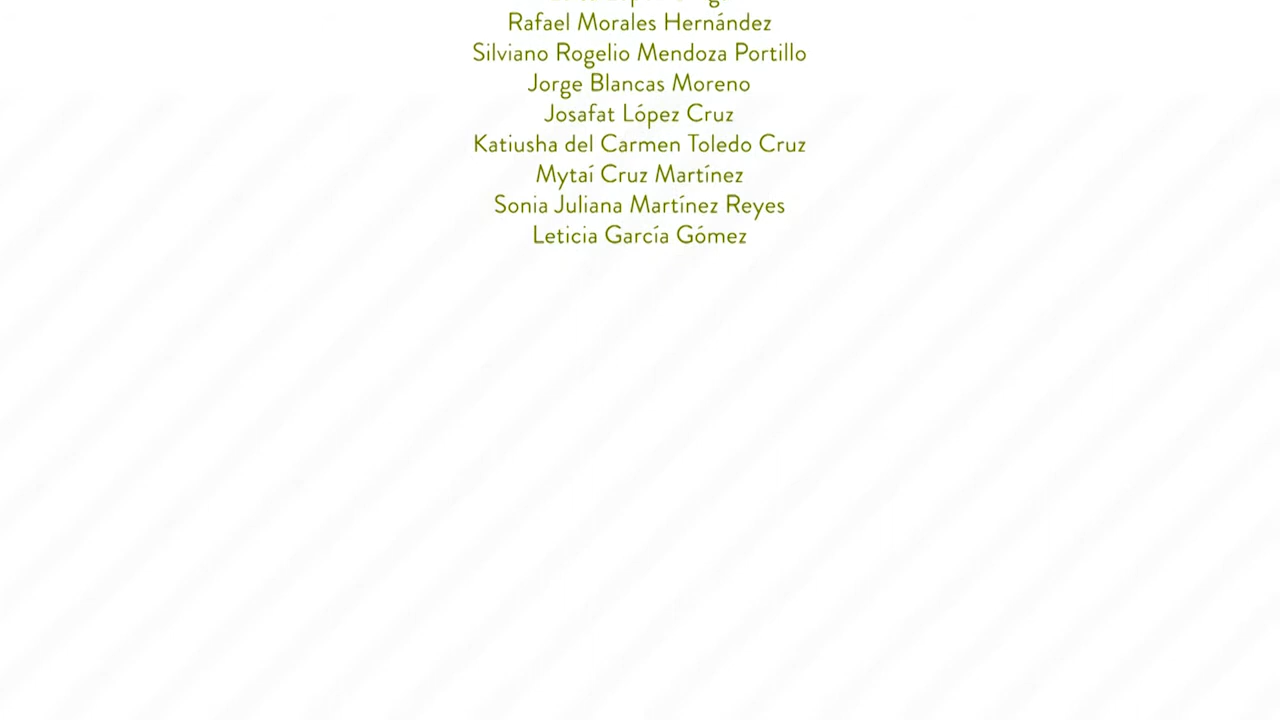 Rafael Morales Hernández
Silviano Rogelio Mendoza Portillo
Jorge Blancas Moreno
Josafat López Cruz
Katiusha del Carmen Toledo Cruz
Mytaí Cruz Martínez
Sonia Juliana Martínez Reyes
Leticia García Gómez